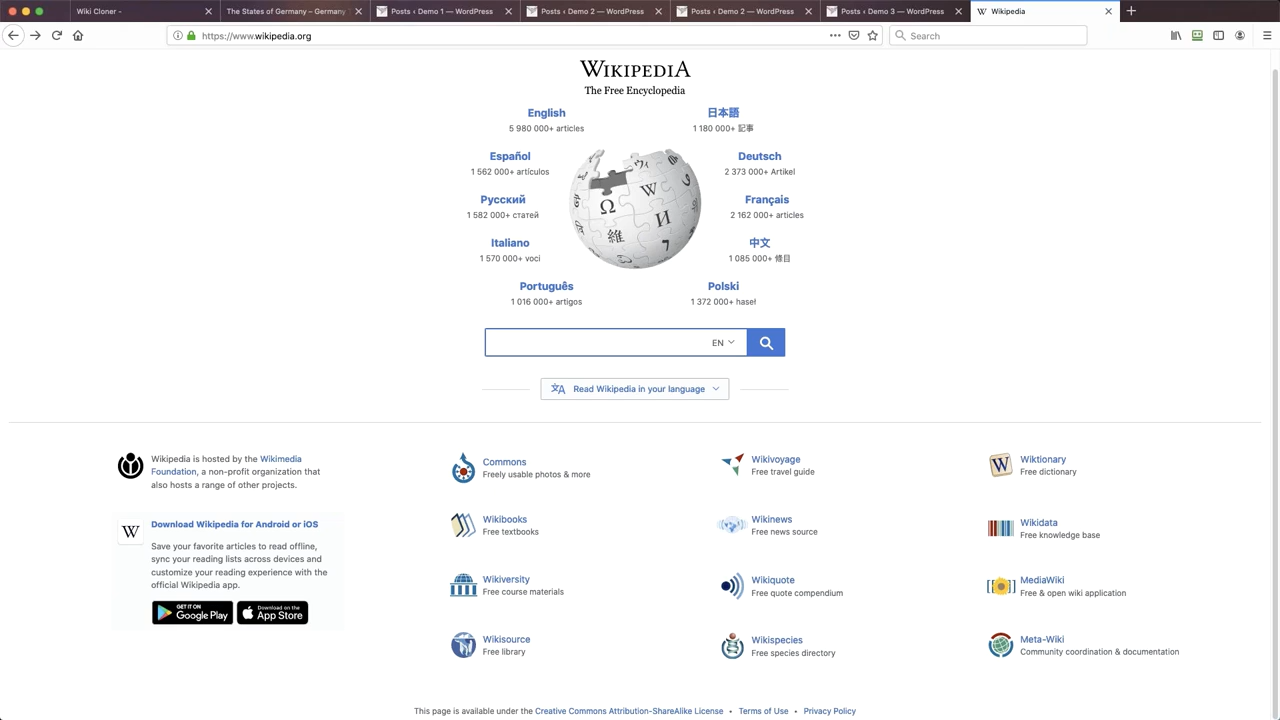 Wiki Cloner -
The States of Germany – Germany
Posts ‹ Demo 1 — WordPress
Posts ‹ Demo 2 — WordPress
Posts ‹ Demo 2 — WordPress
Posts ‹ Demo 3 — WordPress
Wikipedia
https://www.wikipedia.org
Search
WIKIPEDIA
The Free Encyclopedia
English
5 980 000+ articles
日本語
1 180 000+ 記事
Español
1 562 000+ artículos
Deutsch
2 373 000+ Artikel
Русский
1 582 000+ статей
Français
2 162 000+ articles
Italiano
1 570 000+ voci
中文
1 085 000+ 條目
Português
1 016 000+ artigos
Polski
1 372 000+ haseł
EN
Read Wikipedia in your language
Wikipedia is hosted by the Wikimedia
Foundation, a non-profit organization that
also hosts a range of other projects.
Download Wikipedia for Android or iOS
Save your favorite articles to read offline,
sync your reading lists across devices and
customize your reading experience with the
official Wikipedia app.
GET IT ON
Google Play
Download on the
App Store
Commons
Freely usable photos & more
Wikivoyage
Free travel guide
Wiktionary
Free dictionary
Wikibooks
Free textbooks
Wikinews
Free news source
Wikidata
Free knowledge base
Wikiversity
Free course materials
Wikiquote
Free quote compendium
MediaWiki
Free & open wiki application
Wikisource
Free library
Wikispecies
Free species directory
Meta-Wiki
Community coordination & documentation
This page is available under the Creative Commons Attribution-ShareAlike License • Terms of Use • Privacy Policy